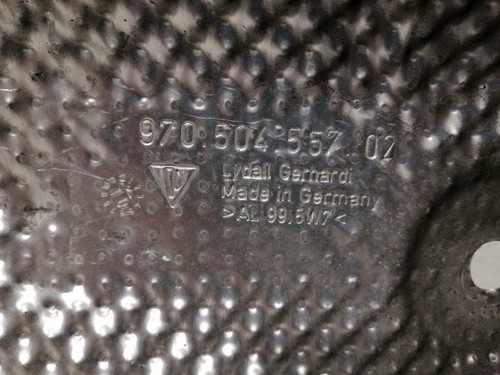 970.504.557 02
Lydall Gerhardi
Made in Germany
>AL 99.5W7<